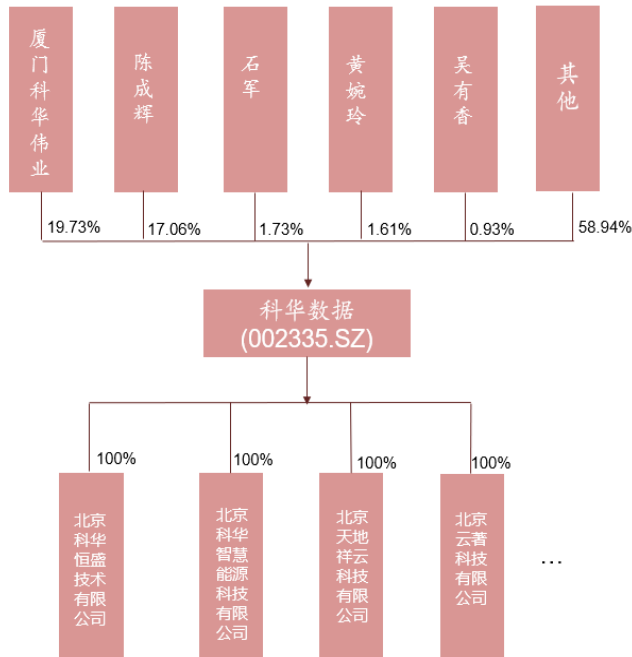 厦门科华伟业
陈成辉
石军
黄婉玲
吴有香
其他
19.73%
17.06%
1.73%
1.61%
0.93%
58.94%
科华数据
(002335.SZ)
100%
100%
100%
100%
北京
科华
恒盛
技术
有限
公司
北京
科华
智慧
能源
科技
有限
公司
北京
天地
祥云
科技
有限
公司
北京
云著
科技
有限
公司
...